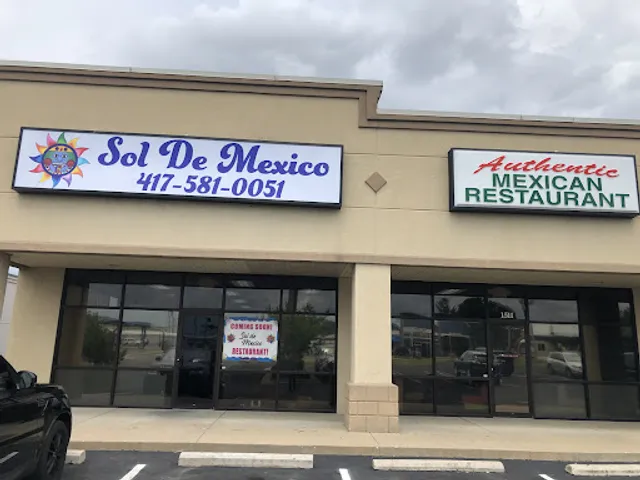 Sol De Mexico
417-581-0051
Authentic
MEXICAN
RESTAURANT
COMING SOON!
Sol de
Mexico
RESTAURANT!